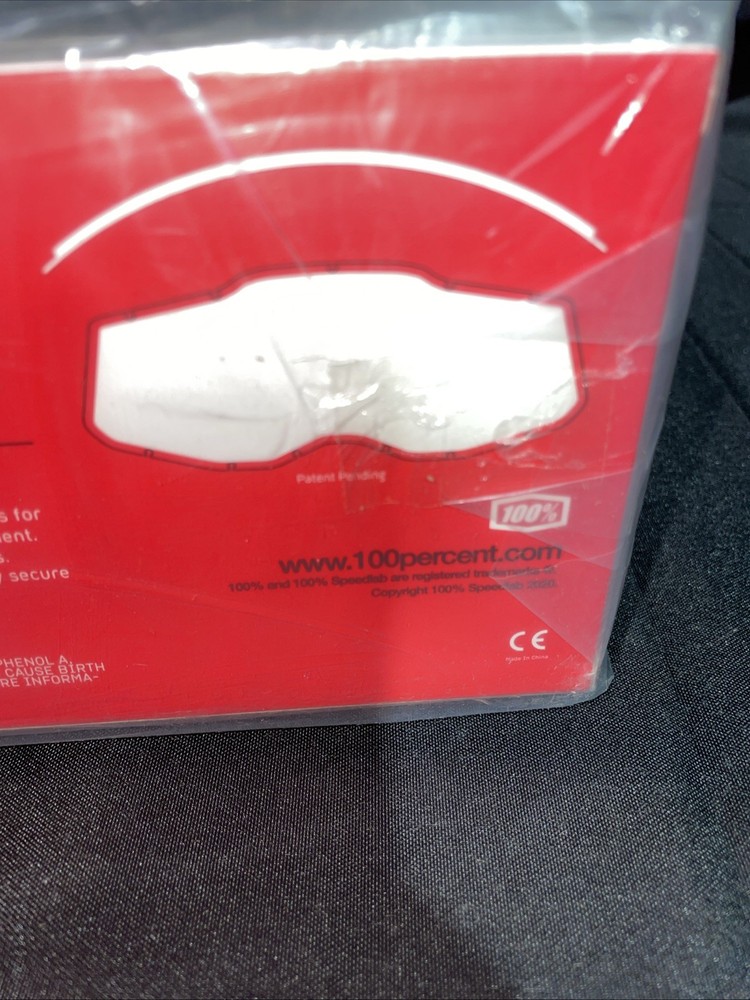 Patent Pending
s for
ent.
s.
y secure
100%
www.100percent.com
100% and 100% Speedlab are registered trademarks of
Copyright 100% Speedlab 2020.
PHENOL A,
CAUSE BIRTH
RE INFORMA-
CE
Made In China